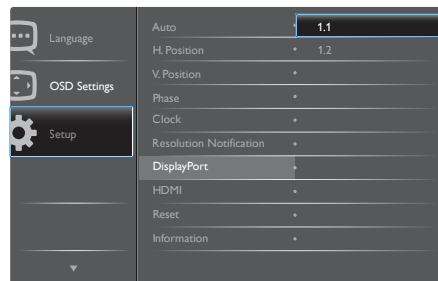 Language
OSD Settings
Setup
Auto
H. Position
V. Position
Phase
Clock
Resolution Notification
DisplayPort
HDMI
Reset
Information
1.1
1.2